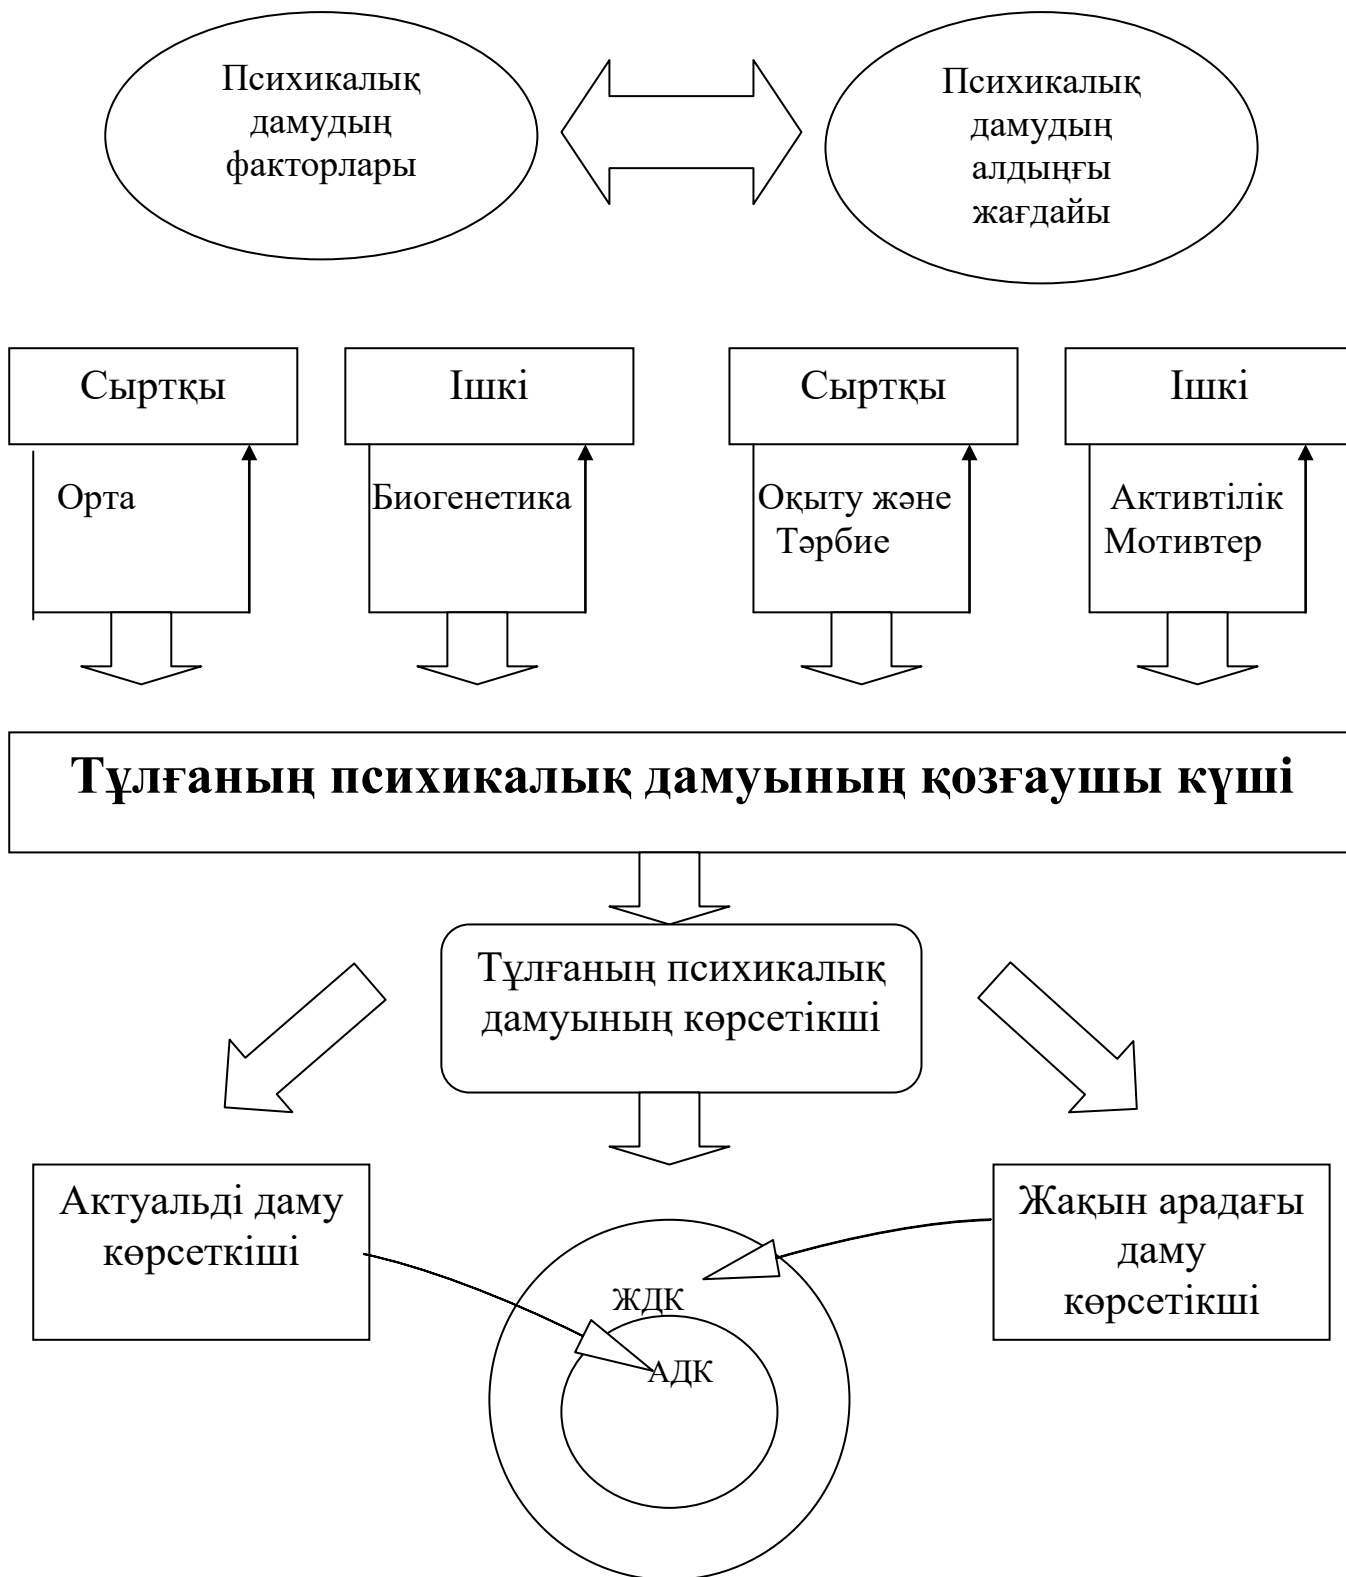 Психикалық
дамудың
факторлары
Психикалық
дамудың
алдыңғы
жағдайы
Сыртқы
Ішкі
Сыртқы
Ішкі
Орта
Биогенетика
Оқыту және
Тәрбие
Активтілік
Мотивтер
Тұлғаның психикалық дамуының қозғаушы күші
Тұлғаның психикалық
дамуының көрсетікші
Актуальді даму
көрсеткіші
Жақын арадағы
даму
көрсетікші
ЖДК
АДК